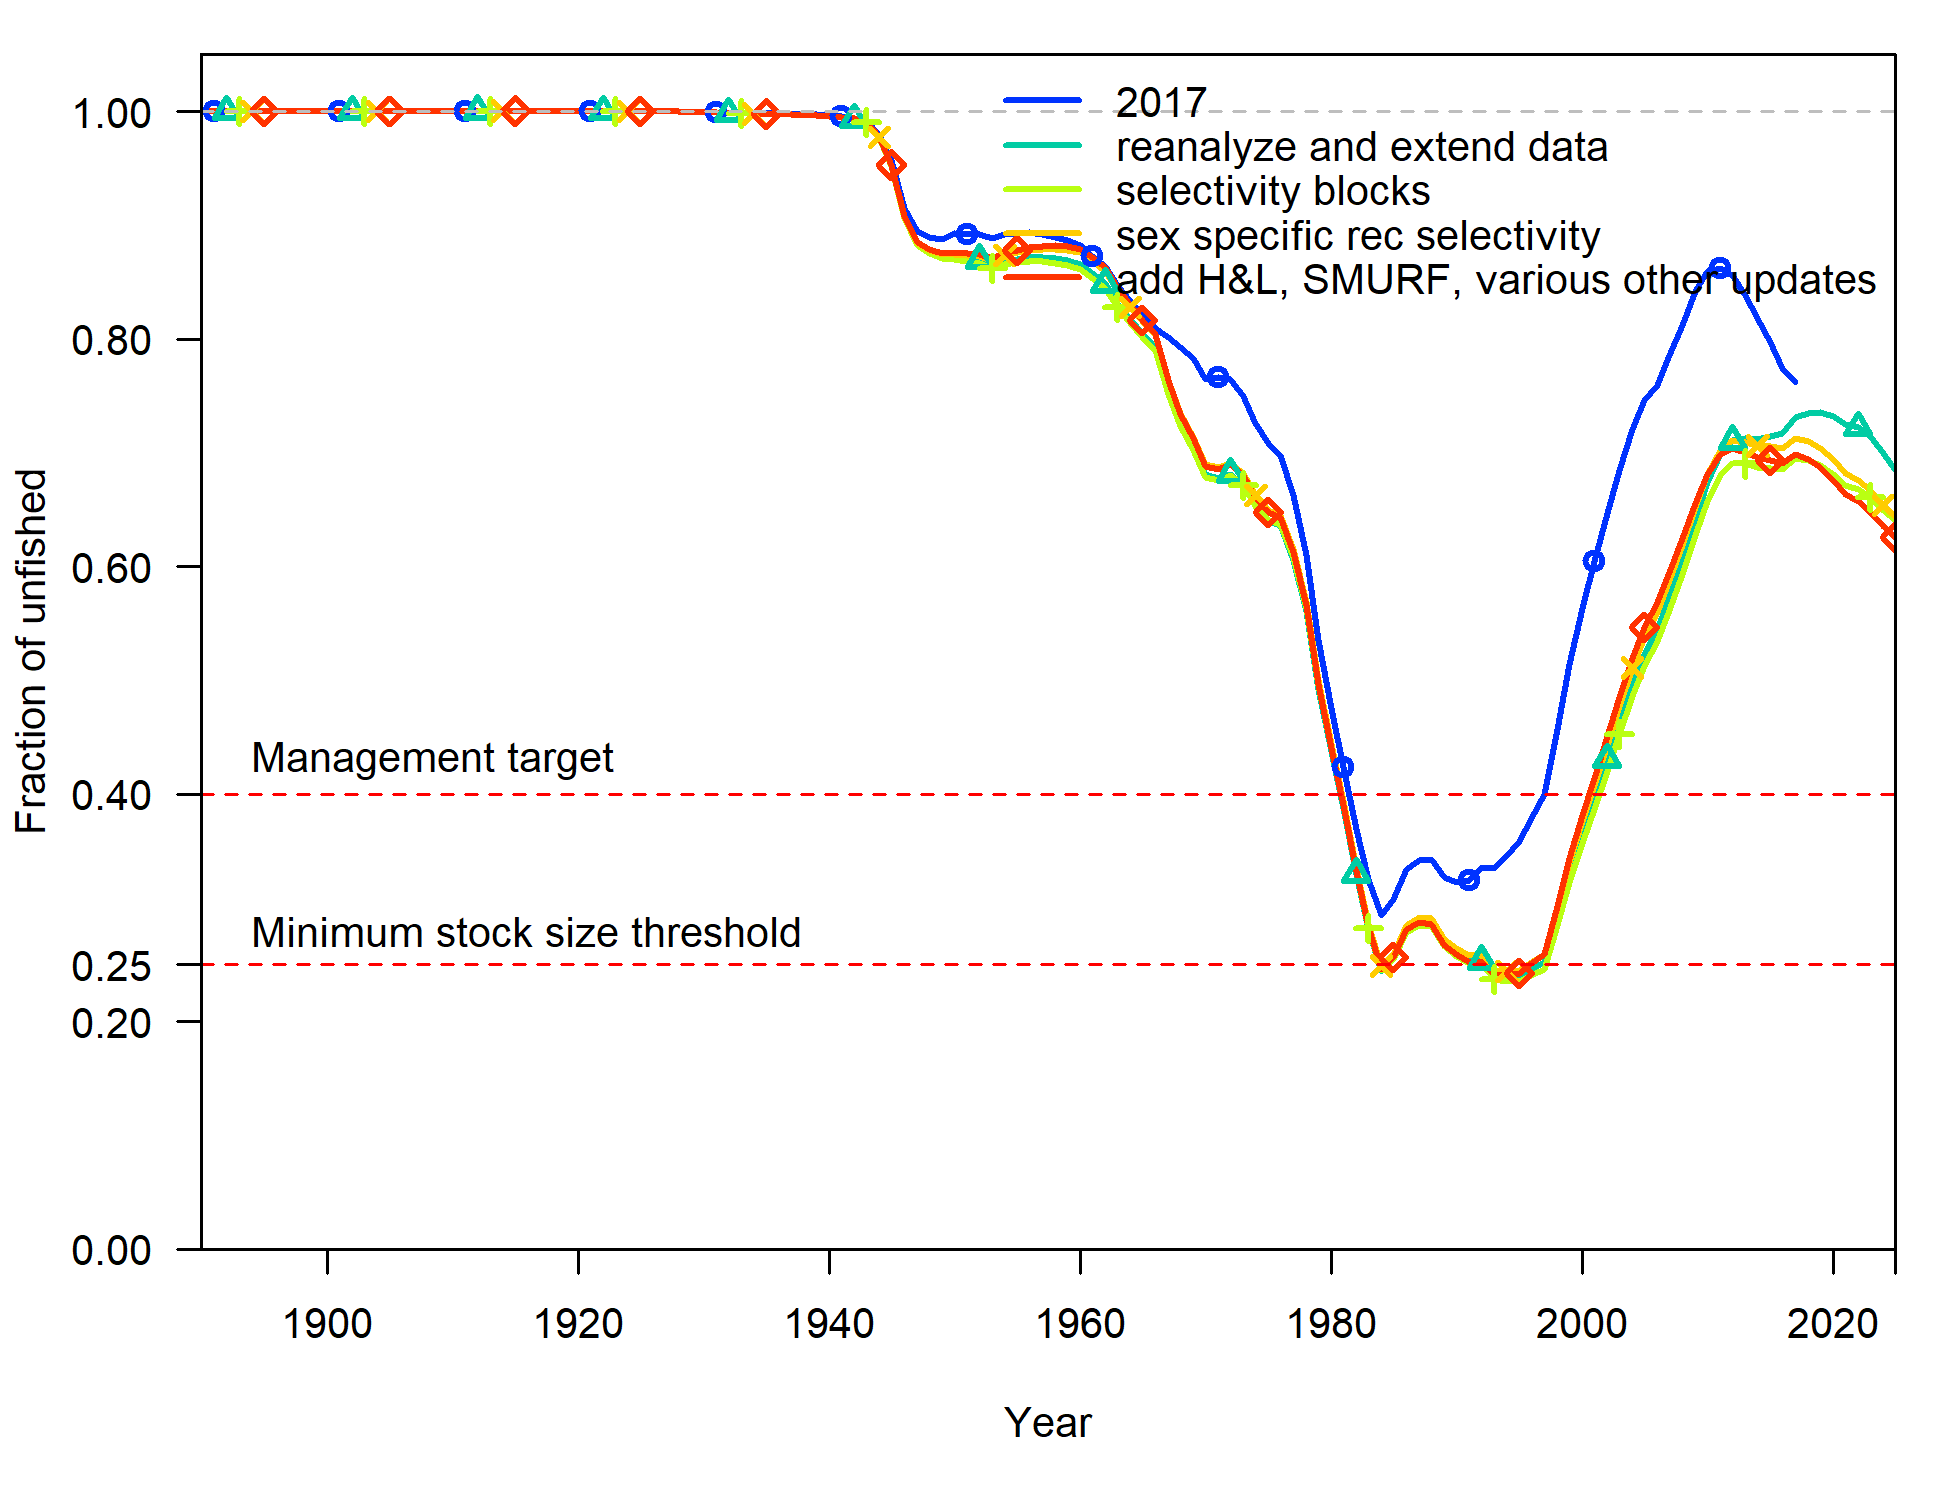 2017
reanalyze and extend data
selectivity blocks
sex specific rec selectivity
add H&L, SMURF, various other updates
Fraction of unfished
1.00
0.80
0.60
0.40
0.25
0.20
0.00
Management target
Minimum stock size threshold
1900 1920 1940 1960 1980 2000 2020
Year